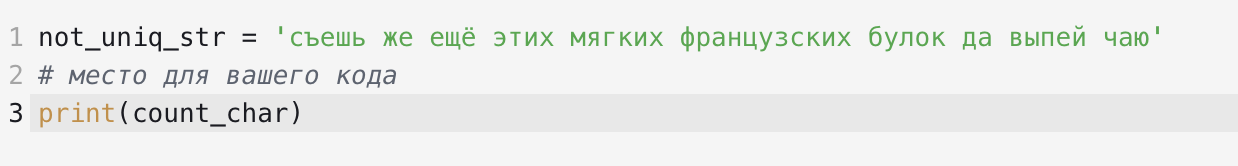 1 not_uniq_str = 'съешь же ещё этих мягких французских булок да выпей чаю'
2 # место для вашего кода
3 print(count_char)